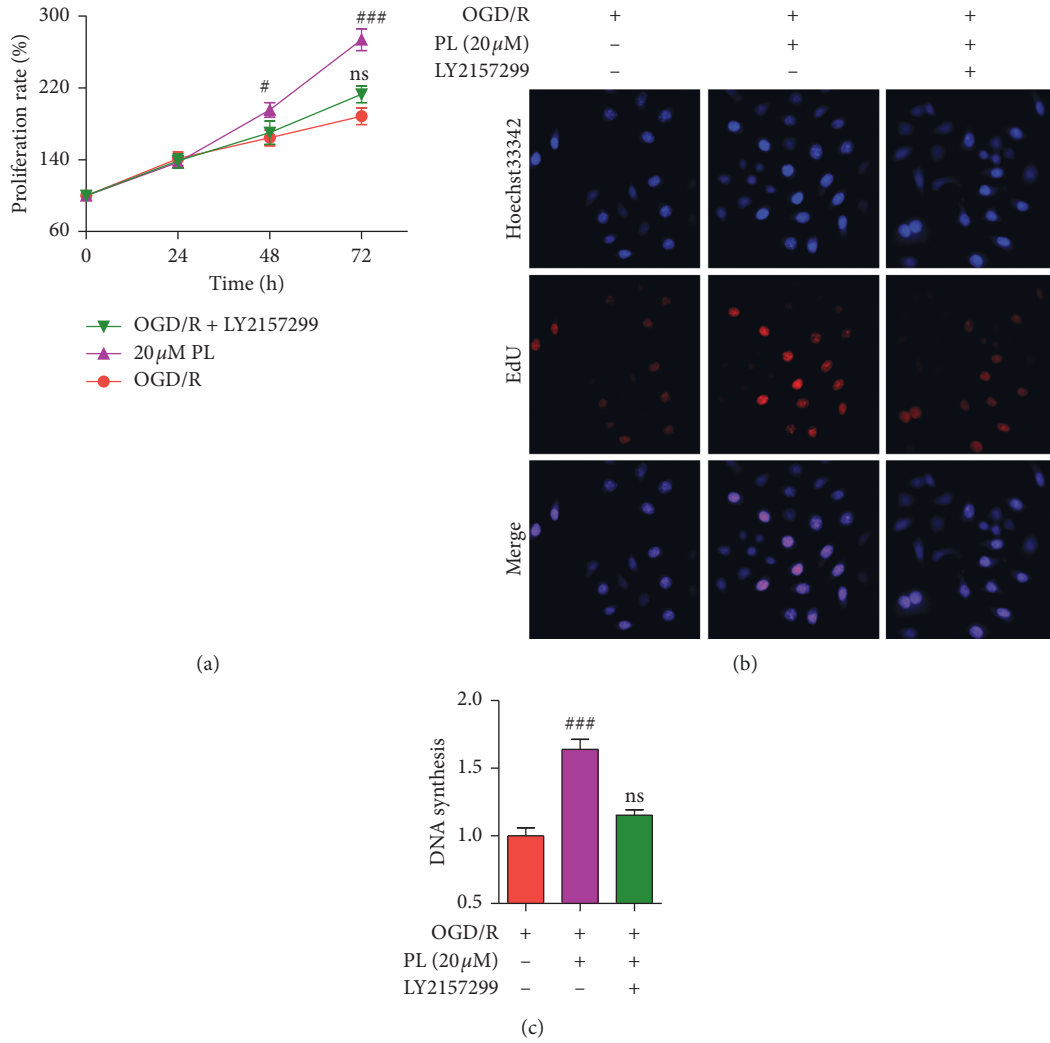 300
220
140
60
Proliferation rate (%)
###
#
ns
0 24 48 72
Time (h)
OGD/R + LY2157299
20 μM PL
OGD/R
(a)
OGD/R + + +
PL (20 μM) – + +
LY2157299 – – +
Hoechst33342
EdU
Merge
(b)
2.0
1.5
1.0
0.5
DNA synthesis
###
ns
OGD/R + + +
PL (20 μM) – + +
LY2157299 – – +
(c)